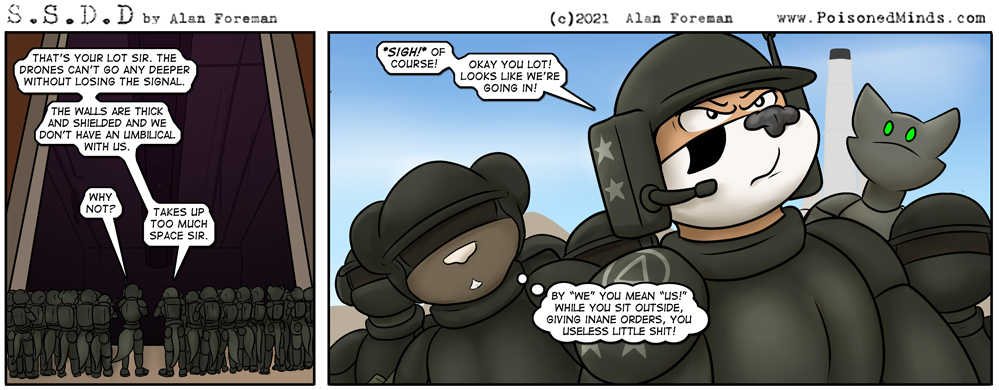 S.S.D.D by Alan Foreman (c)2021 Alan Foreman www.PoisonedMinds.com
THAT'S YOUR LOT SIR. THE
DRONES CAN'T GO ANY DEEPER
WITHOUT LOSING THE SIGNAL.
THE WALLS ARE THICK
AND SHIELDED AND WE
DON'T HAVE AN UMBILICAL
WITH US.
WHY
NOT?
TAKES UP
TOO MUCH
SPACE SIR.
*SIGH!* OF
COURSE!
OKAY YOU LOT!
LOOKS LIKE WE'RE
GOING IN!
BY "WE" YOU MEAN "US!"
WHILE YOU SIT OUTSIDE,
GIVING INANE ORDERS, YOU
USELESS LITTLE SHIT!